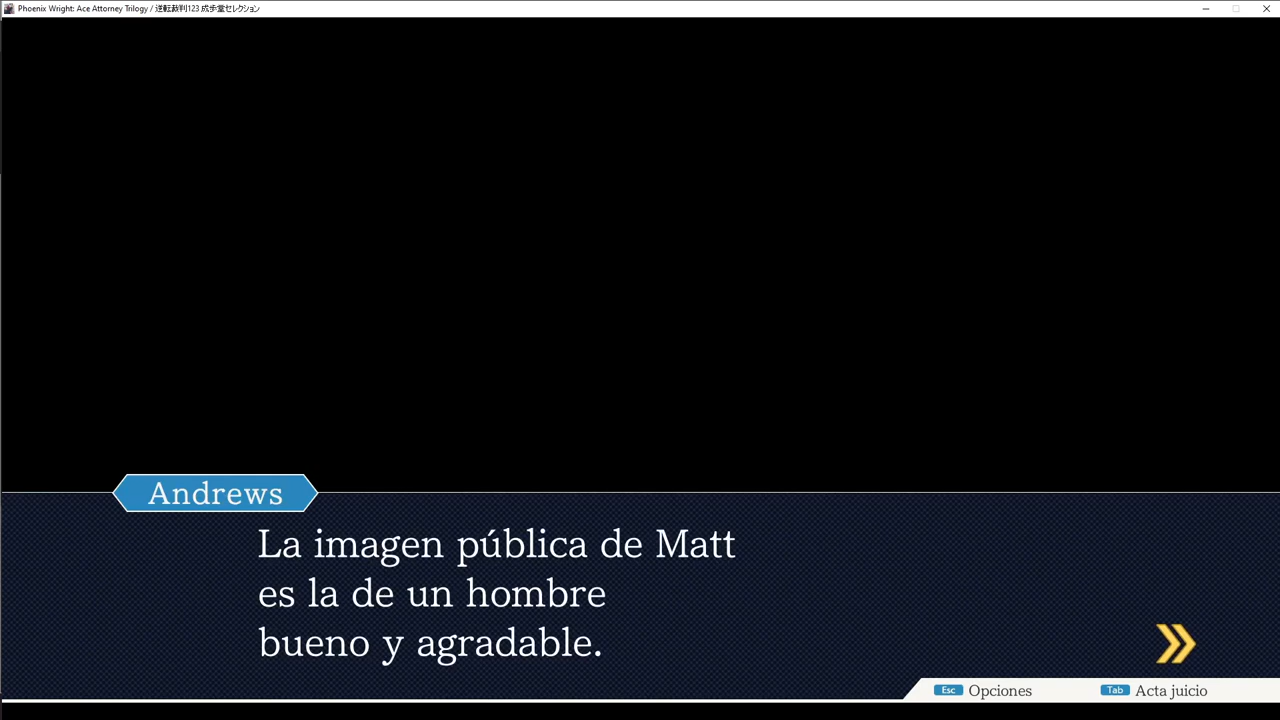 Phoenix Wright: Ace Attorney Trilogy / 逆転裁判123 成歩堂セレクション
Andrews
La imagen pública de Matt
es la de un hombre
bueno y agradable.
Esc Opciones Tab Acta juicio